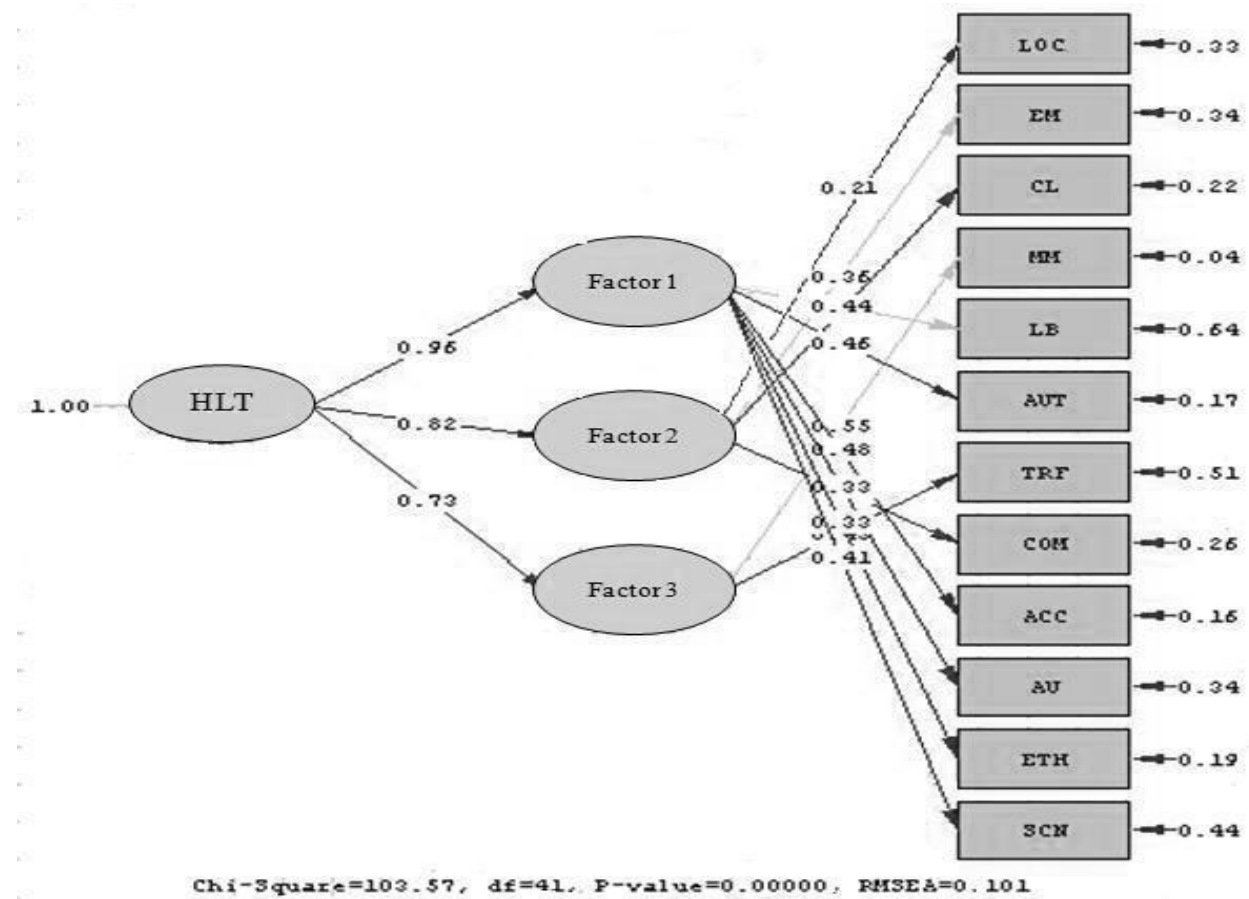 LOC
0.33
EM
0.34
0.21
CL
0.22
MM
0.04
Factor 1
0.36
0.44
LB
0.64
0.96
0.46
1.00
HLT
AUT
0.17
0.82
Factor 2
0.55
0.48
TRF
0.51
0.33
0.73
0.33
COM
0.26
0.41
Factor 3
ACC
0.16
AU
0.34
ETH
0.19
SCN
0.44
Chi-Square=103.57, df=41, P-value=0.00000, RMSEA=0.101